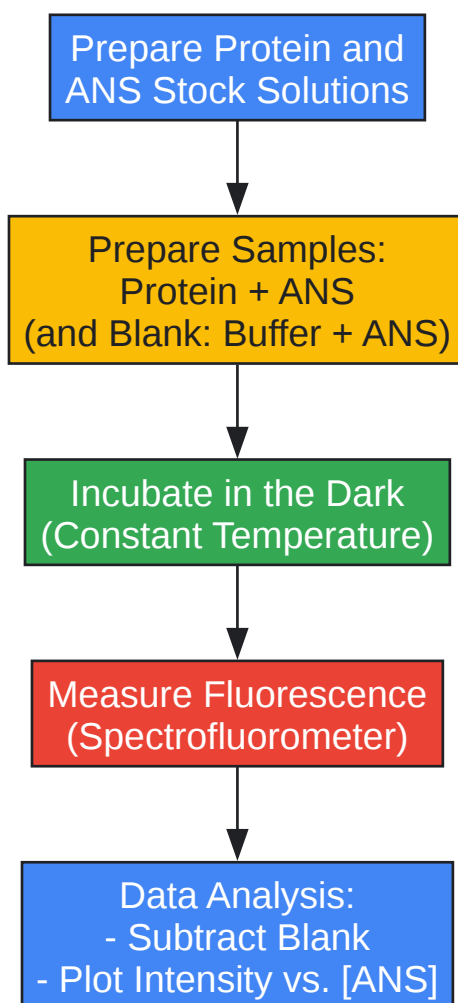 Prepare Protein and
ANS Stock Solutions
Prepare Samples:
Protein + ANS
(and Blank: Buffer + ANS)
Incubate in the Dark
(Constant Temperature)
Measure Fluorescence
(Spectrofluorometer)
Data Analysis:
- Subtract Blank
- Plot Intensity vs. [ANS]